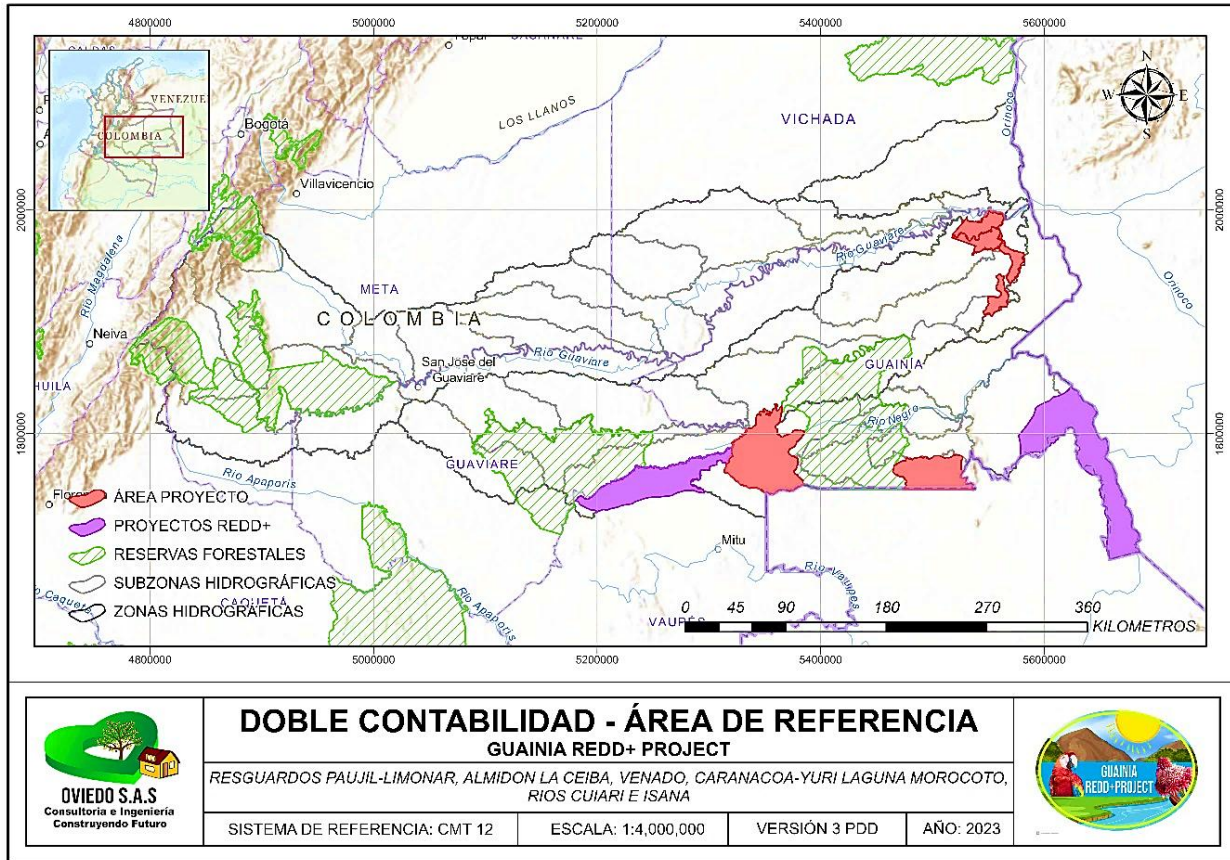 4800000
5000000
5200000
5400000
5600000
VENEZUE
COLOMBIA
Bogotá
Villavicencio
LOS LLANOS
VICHADA
N
W
E
S
Orinoco
2000000
2000000
Río Magdalena
META
Río Guaviare
COLOMBIA
Neiva
San José del
Guaviare
Río Guaviare
Orinoco
HUILA
GUAINÍA
Río Negro
1800000
1800000
GUAVIARE
Río Apaporis
ÁREA PROYECTO
PROYECTOS REDD+
RESERVAS FORESTALES
SUBZONAS HIDROGRÁFICAS
ZONAS HIDROGRÁFICAS
Mitu
Río Vaupes
CAQUETÁ
Río Apaporis
VAUPÉS
0 45 90 180 270 360
KILOMETROS
4800000
5000000
5200000
5400000
5600000
OVIEDO S.A.S
Consultoria e Ingeniería
Construyendo Futuro
DOBLE CONTABILIDAD - ÁREA DE REFERENCIA
GUAINIA REDD+ PROJECT
RESGUARDOS PAUJIL-LIMONAR, ALMIDON LA CEIBA, VENADO, CARANACOA-YURI LAGUNA MOROCOTO,
RIOS CUIARI E ISANA
SISTEMA DE REFERENCIA: CMT 12
ESCALA: 1:4,000,000
VERSIÓN 3 PDD
AÑO: 2023
GUAINIA
REDD+PROJECT